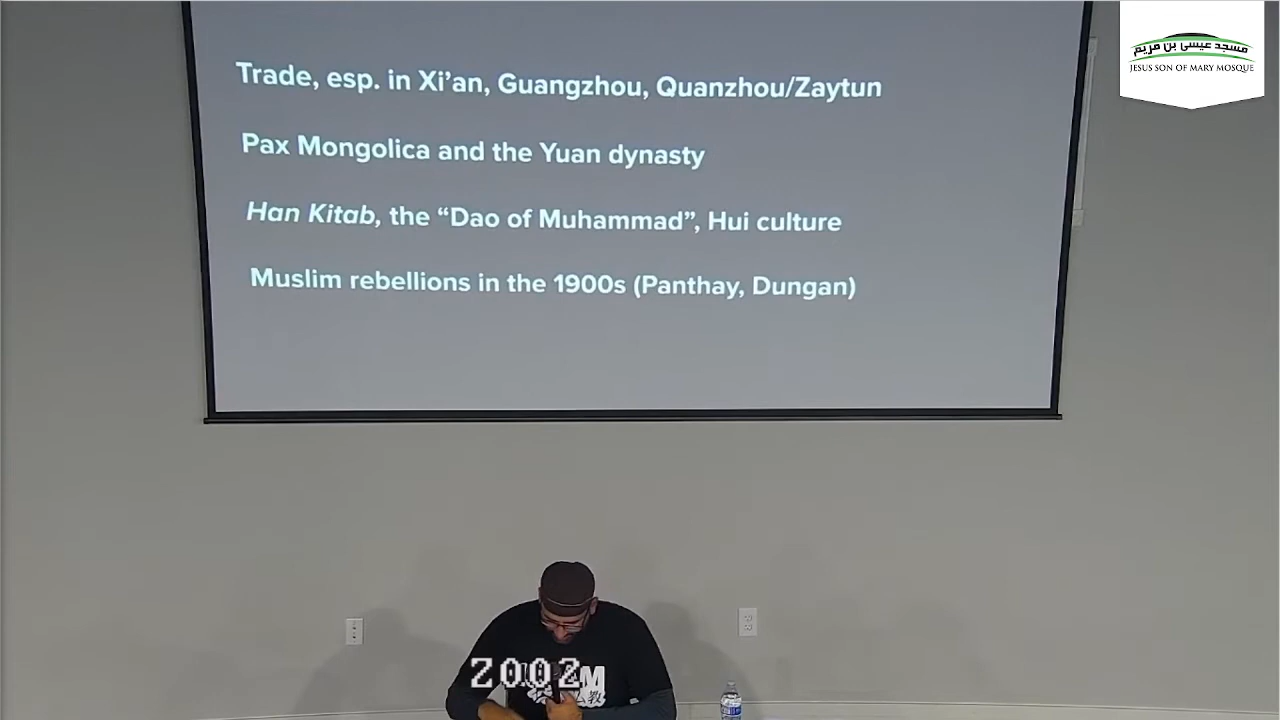 Trade, esp. in Xi’an, Guangzhou, Quanzhou/Zaytun
Pax Mongolica and the Yuan dynasty
Han Kitab, the “Dao of Muhammad”, Hui culture
Muslim rebellions in the 1900s (Panthay, Dungan)
مسجد عيسى بن مريم
JESUS SON OF MARY MOSQUE
2002